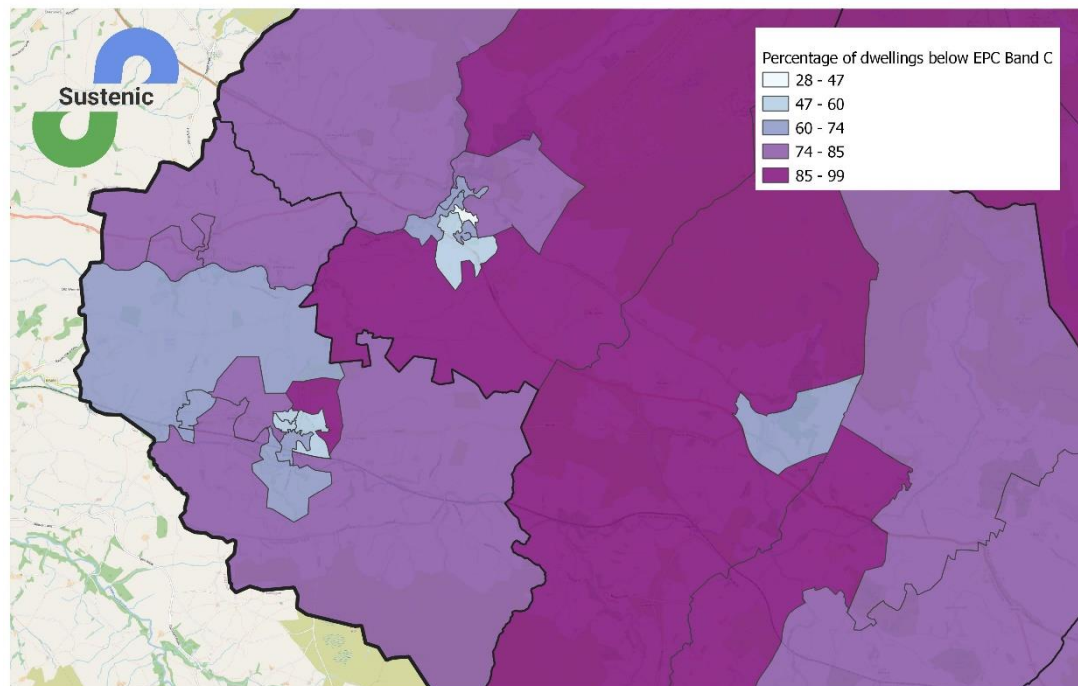 Sustenic
Percentage of dwellings below EPC Band C
28 - 47
47 - 60
60 - 74
74 - 85
85 - 99